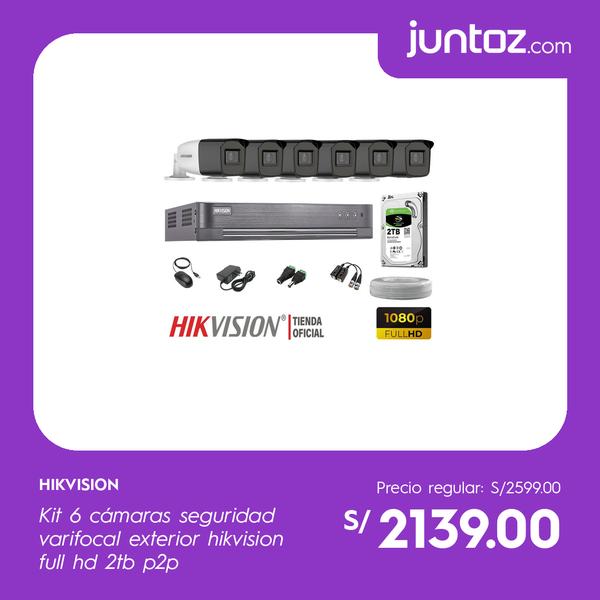 juntoz.com
HIKVISION
2TB
HIKVISION® TIENDA OFICIAL
1080p
FULLHD
HIKVISION
Kit 6 cámaras seguridad
varifocal exterior hikvision
full hd 2tb p2p
Precio regular: S/2599.00
S/ 2139.00